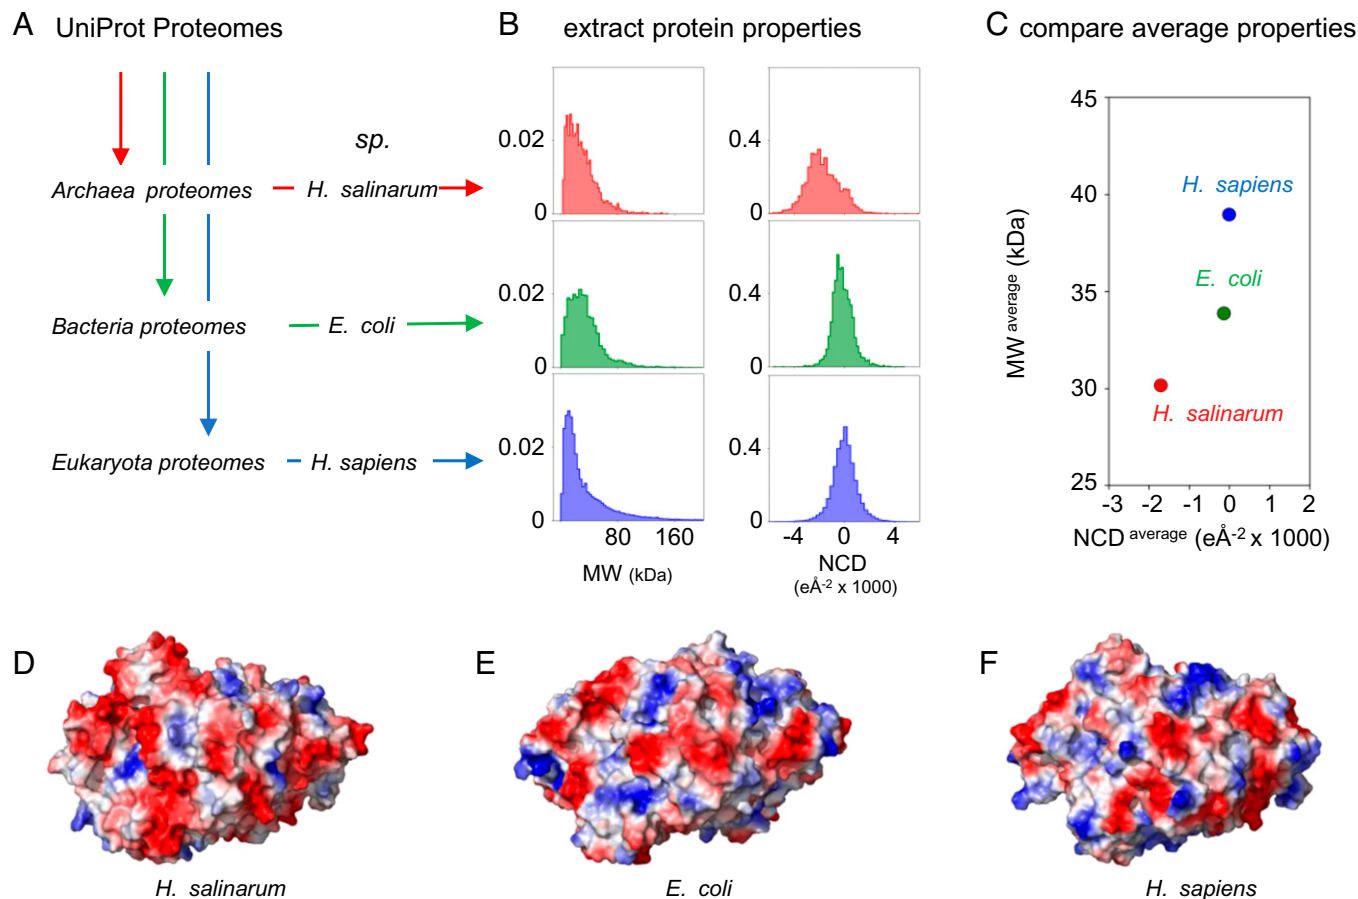 A UniProt Proteomes
B extract protein properties
C compare average properties
sp.
Archaea proteomes
H. salinarum
Bacteria proteomes
E. coli
Eukaryota proteomes
H. sapiens
0.02
0
0.02
0
0.02
0
80 160
MW (kDa)
0.4
0
0.4
0
0.4
0
-4 0 4
NCD
(eÅ-2 x 1000)
45
40
35
30
25
MW average (kDa)
H. sapiens
E. coli
H. salinarum
-3 -2 -1 0 1 2
NCD average (eÅ-2 x 1000)
D
H. salinarum
E
E. coli
F
H. sapiens